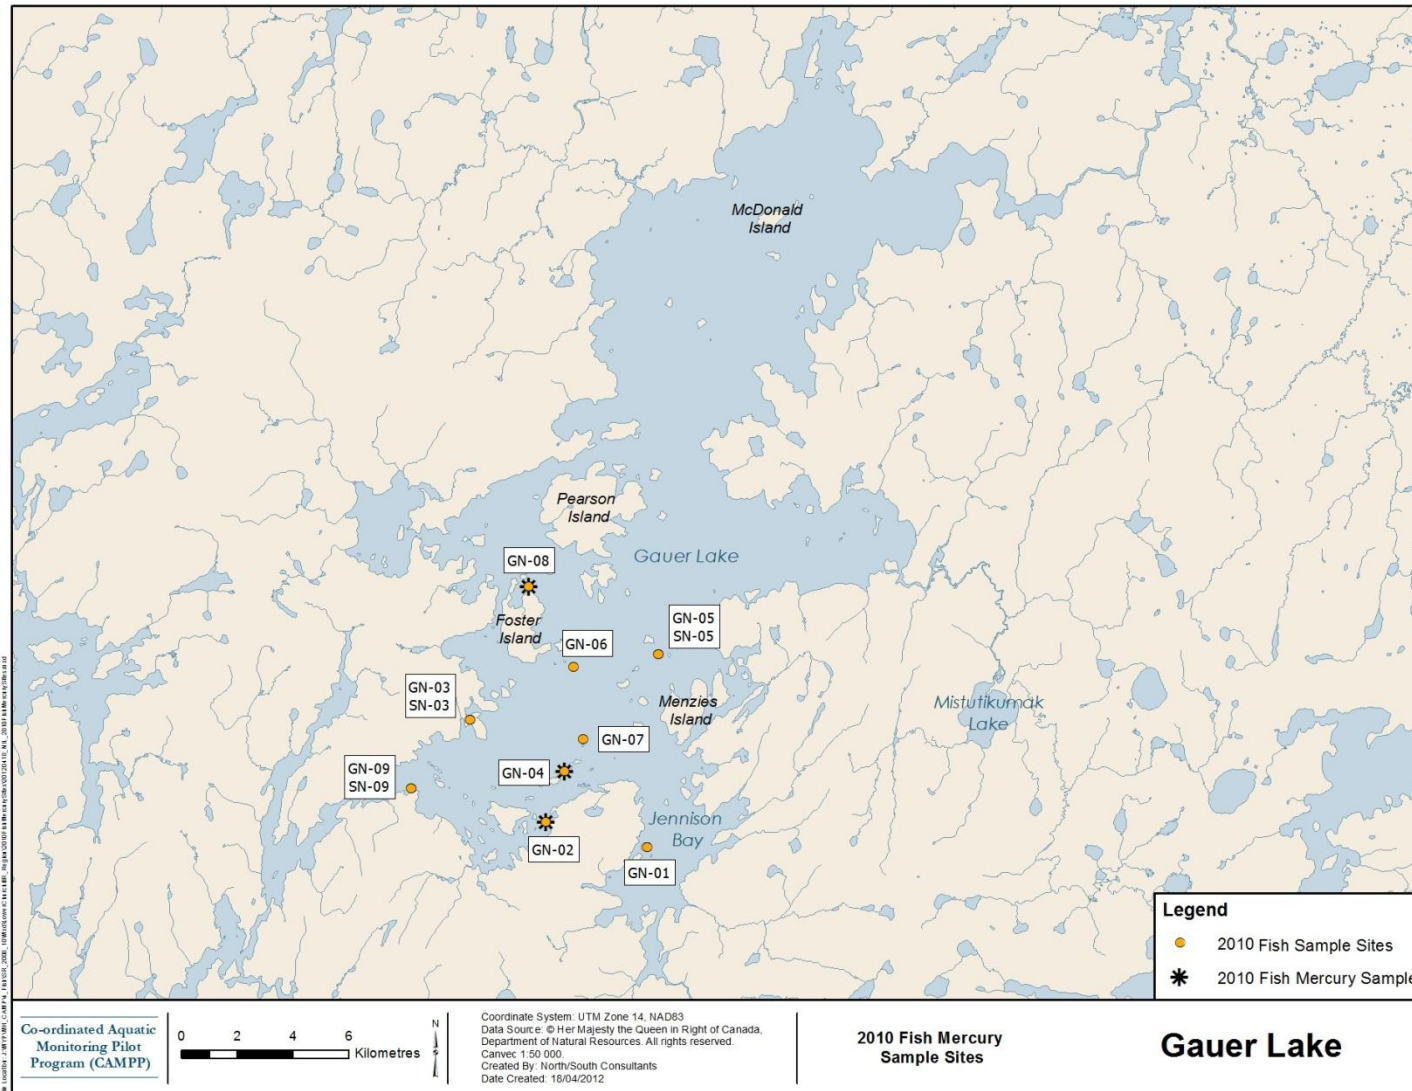 McDonald
Island
Pearson
Island
Gauer Lake
GN-08
Foster
Island
GN-05
SN-05
GN-06
GN-03
SN-03
Menzies
Island
Mistutikumak
Lake
GN-07
GN-09
SN-09
GN-04
Jennison
Bay
GN-02
GN-01
Legend
2010 Fish Sample Sites
2010 Fish Mercury Sample
Co-ordinated Aquatic
Monitoring Pilot
Program (CAMPP)
0 2 4 6
Kilometres
N
Coordinate System: UTM Zone 14, NAD83
Data Source: © Her Majesty the Queen in Right of Canada,
Department of Natural Resources. All rights reserved.
Canvec 1:50 000.
Created By: North/South Consultants
Date Created: 18/04/2012
2010 Fish Mercury
Sample Sites
Gauer Lake